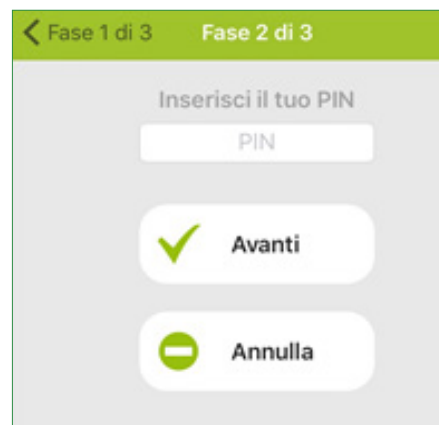 Fase 1 di 3 Fase 2 di 3
Inserisci il tuo PIN
PIN
Avanti
Annulla